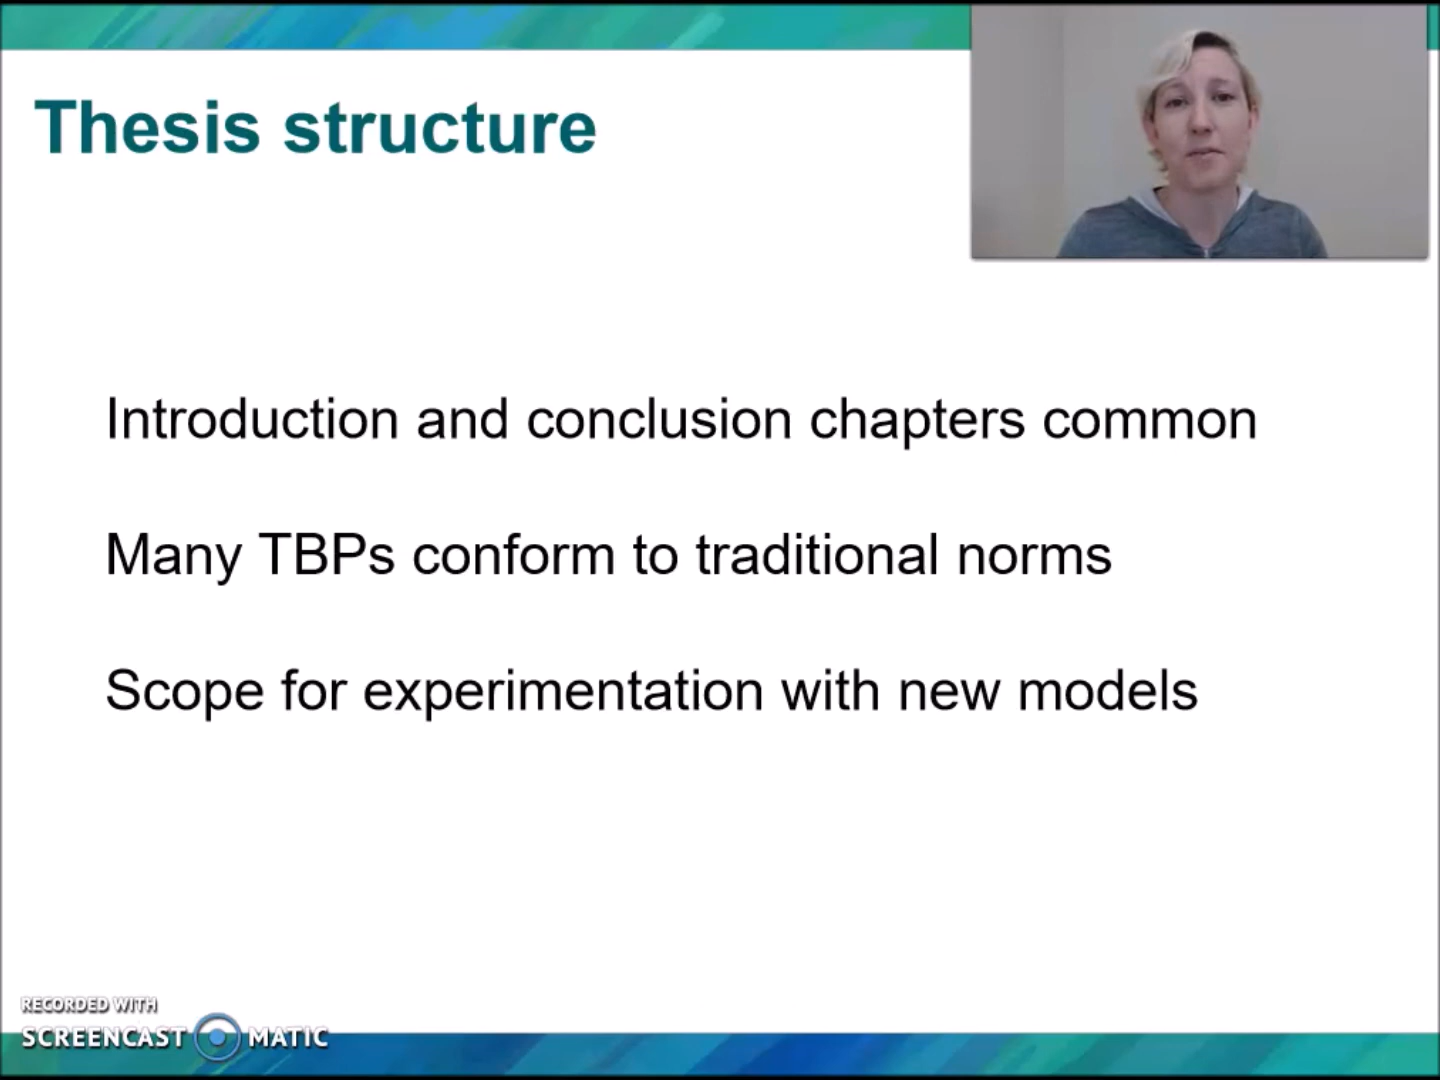 Thesis structure
Introduction and conclusion chapters common
Many TBPs conform to traditional norms
Scope for experimentation with new models
RECORDED WITH
SCREENCAST MATIC